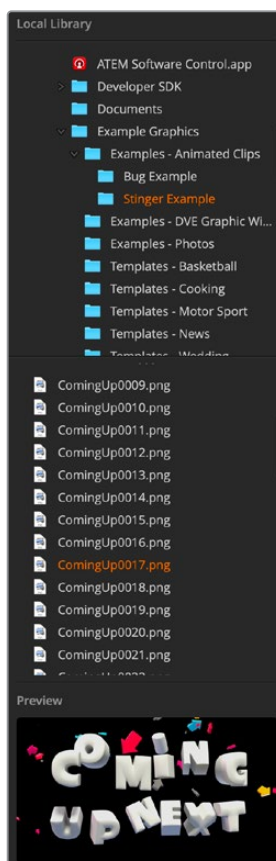 Local Library
ATEM Software Control.app
Developer SDK
Documents
Example Graphics
Examples - Animated Clips
Bug Example
Stinger Example
Examples - DVE Graphic Wi...
Examples - Photos
Templates - Basketball
Templates - Cooking
Templates - Motor Sport
Templates - News
Templates - Wedding
ComingUp0009.png
ComingUp0010.png
ComingUp0011.png
ComingUp0012.png
ComingUp0013.png
ComingUp0014.png
ComingUp0015.png
ComingUp0016.png
ComingUp0017.png
ComingUp0018.png
ComingUp0019.png
ComingUp0020.png
ComingUp0021.png
Preview
COMING
UP NEXT